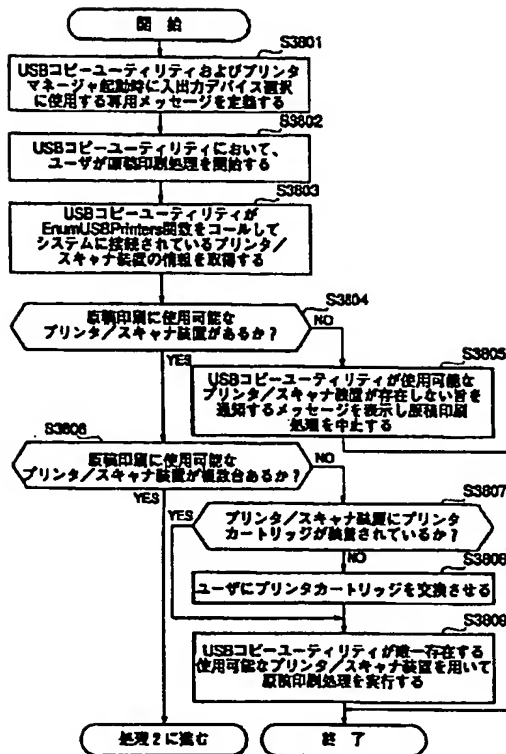 開始
S3801
USBコピーユーティリティおよびプリンタ
マネージャ起動時に入出力デバイス選択
に使用する専用メッセージを定義する
S3802
USBコピーユーティリティにおいて、
ユーザが原稿印刷処理を開始する
S3803
USBコピーユーティリティが
EnumUSBPrinters関数をコールして
システムに接続されているプリンタ/
スキャナ装置の情報を取得する
S3804
原稿印刷に使用可能な
プリンタ/スキャナ装置があるか?
NO
YES
S3805
USBコピーユーティリティが使用可能な
プリンタ/スキャナ装置が存在しない旨を
通知するメッセージを表示し原稿印刷
処理を中止する
S3806
原稿印刷に使用可能な
プリンタ/スキャナ装置が複数台あるか?
NO
YES
S3807
プリンタ/スキャナ装置にプリンタ
カートリッジが装着されているか?
YES
NO
S3808
ユーザにプリンタカートリッジを交換させる
S3809
USBコピーユーティリティが唯一存在する
使用可能なプリンタ/スキャナ装置を用いて
原稿印刷処理を実行する
処理2に進む
終了